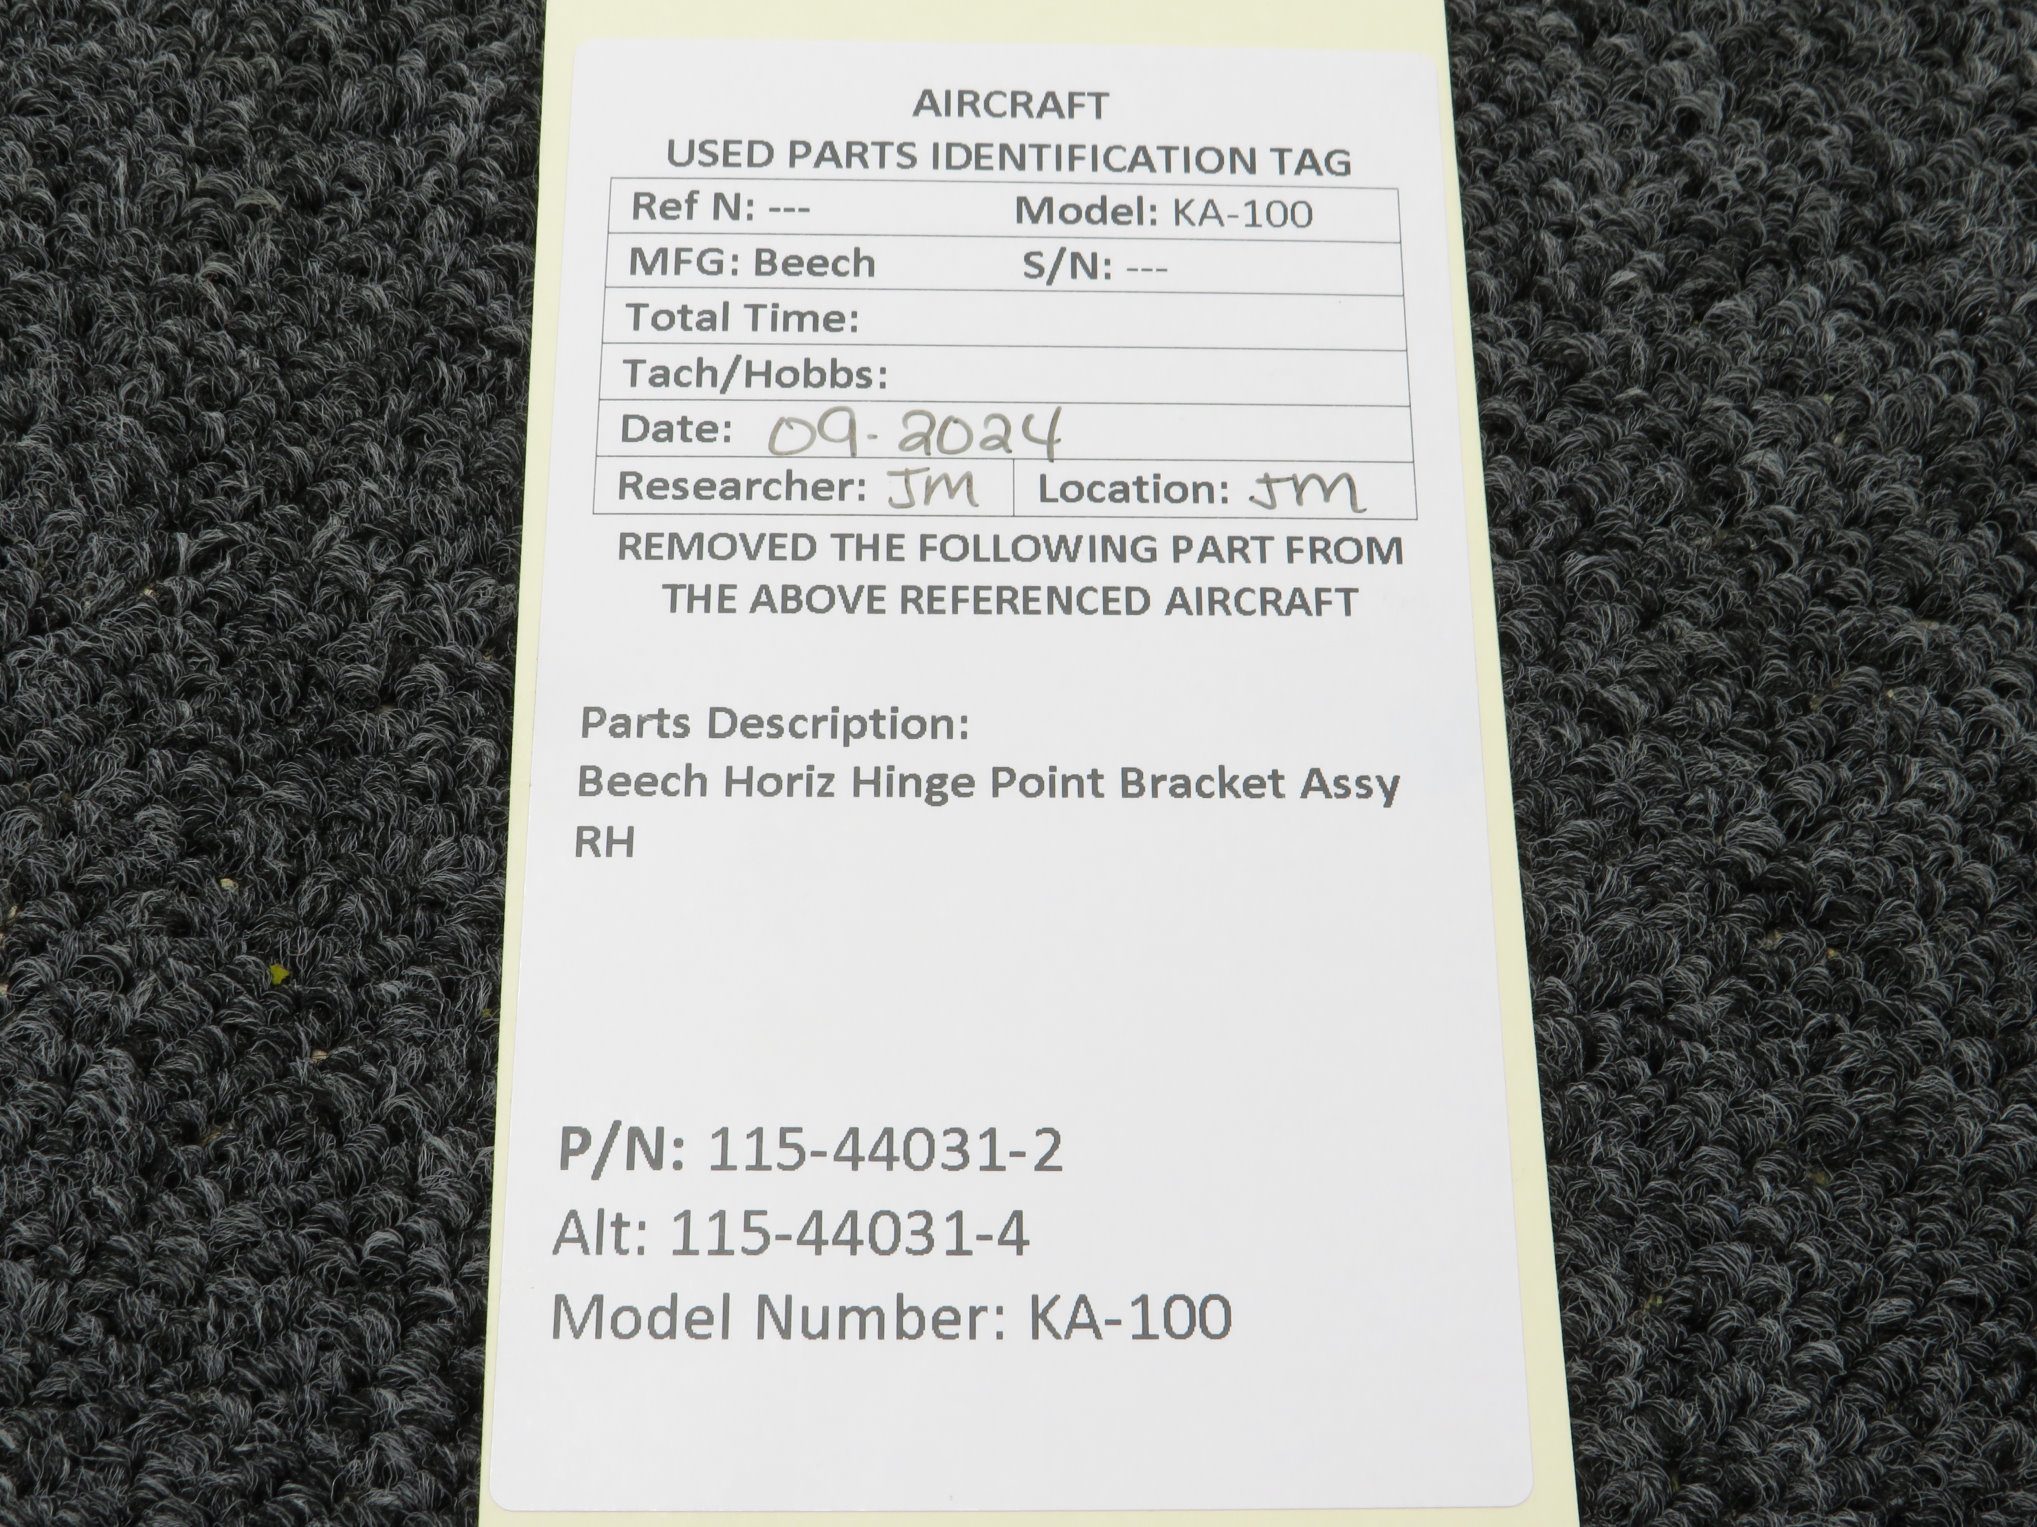 AIRCRAFT
USED PARTS IDENTIFICATION TAG
Ref N: --- Model: KA-100
MFG: Beech S/N: ---
Total Time:
Tach/Hobbs:
Date: 09-2024
Researcher: JM Location: JM
REMOVED THE FOLLOWING PART FROM
THE ABOVE REFERENCED AIRCRAFT
Parts Description:
Beech Horiz Hinge Point Bracket Assy
RH
P/N: 115-44031-2
Alt: 115-44031-4
Model Number: KA-100